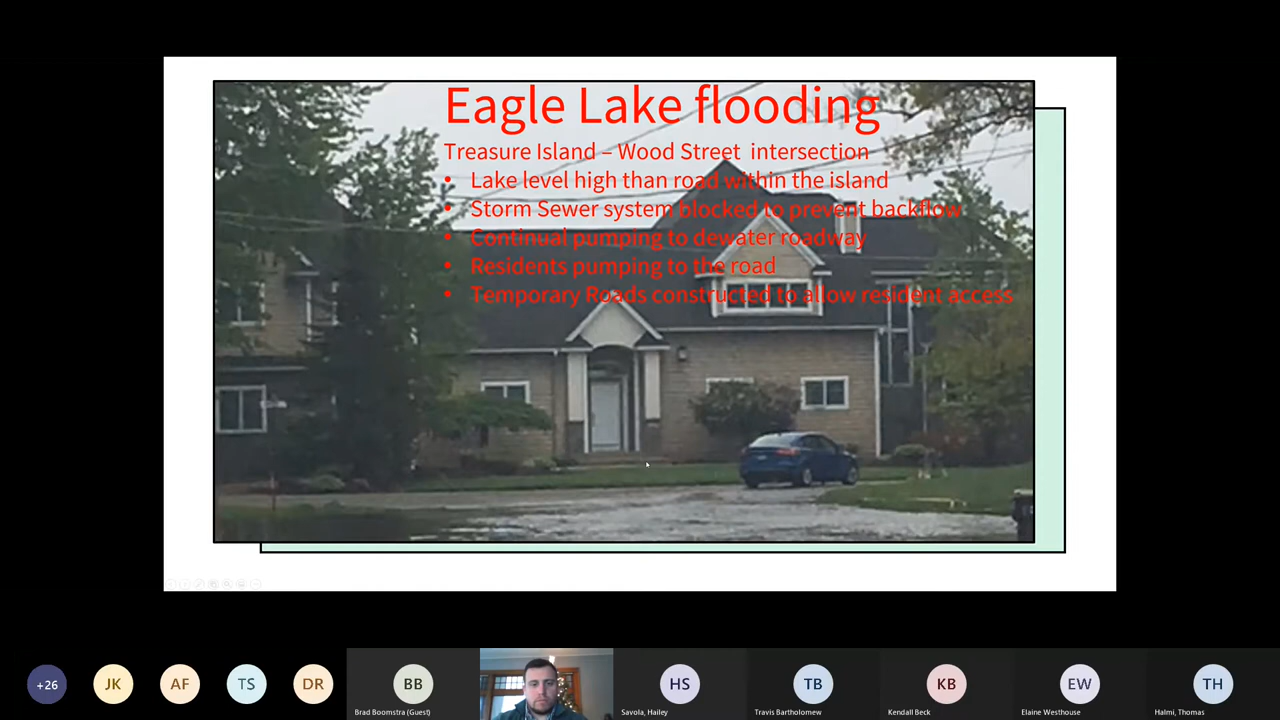 Eagle Lake flooding
Treasure Island – Wood Street intersection
• Lake level high than road within the island
• Storm Sewer system blocked to prevent backflow
• Continual pumping to dewater roadway
• Residents pumping to the road
• Temporary Roads constructed to allow resident access
+26
JK
AF
TS
DR
BB
HS
TB
KB
EW
TH
Brad Boomstra (Guest)
Savola, Hailey
Travis Bartholomew
Kendall Beck
Elaine Westhouse
Halmi, Thomas